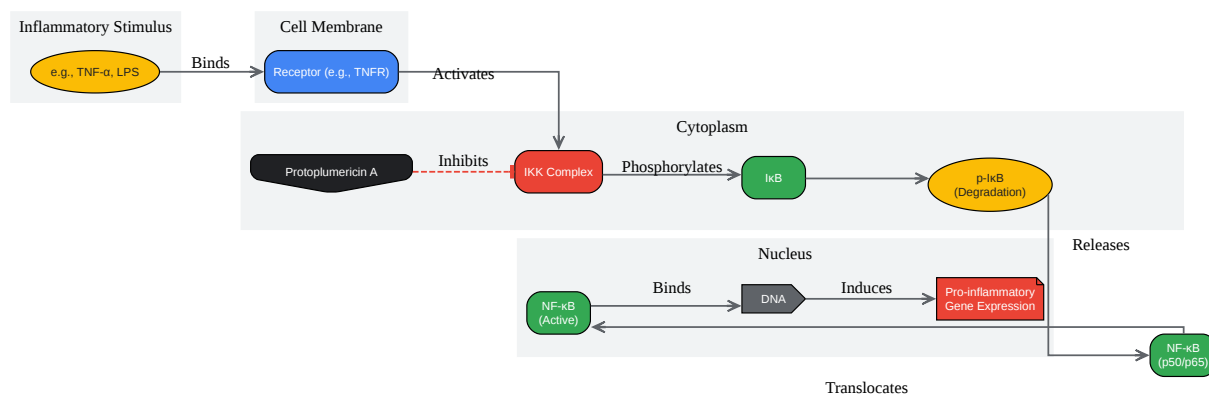 Inflammatory Stimulus
Cell Membrane
e.g., TNF-α, LPS
Binds
Receptor (e.g., TNFR)
Activates
Cytoplasm
Protoplumericin A
Inhibits
IKK Complex
Phosphorylates
IκB
p-IκB
(Degradation)
Releases
Nucleus
NF-κB
(Active)
Binds
DNA
Induces
Pro-inflammatory
Gene Expression
NF-κB
(p50/p65)
Translocates